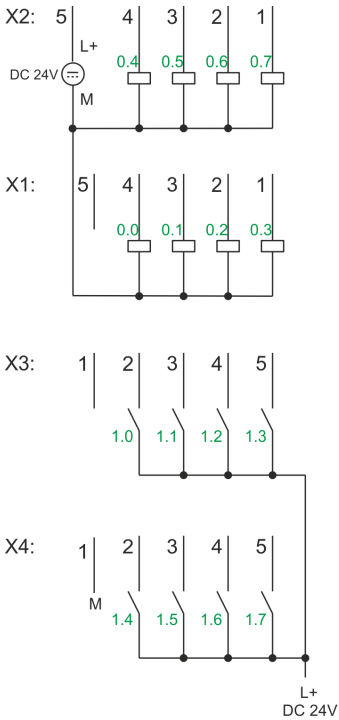 X2: 5 4 3 2 1
L+
0.4 0.5 0.6 0.7
DC 24V
M
X1: 5 4 3 2 1
0.0 0.1 0.2 0.3
X3: 1 2 3 4 5
1.0 1.1 1.2 1.3
X4: 1 2 3 4 5
M
1.4 1.5 1.6 1.7
L+
DC 24V